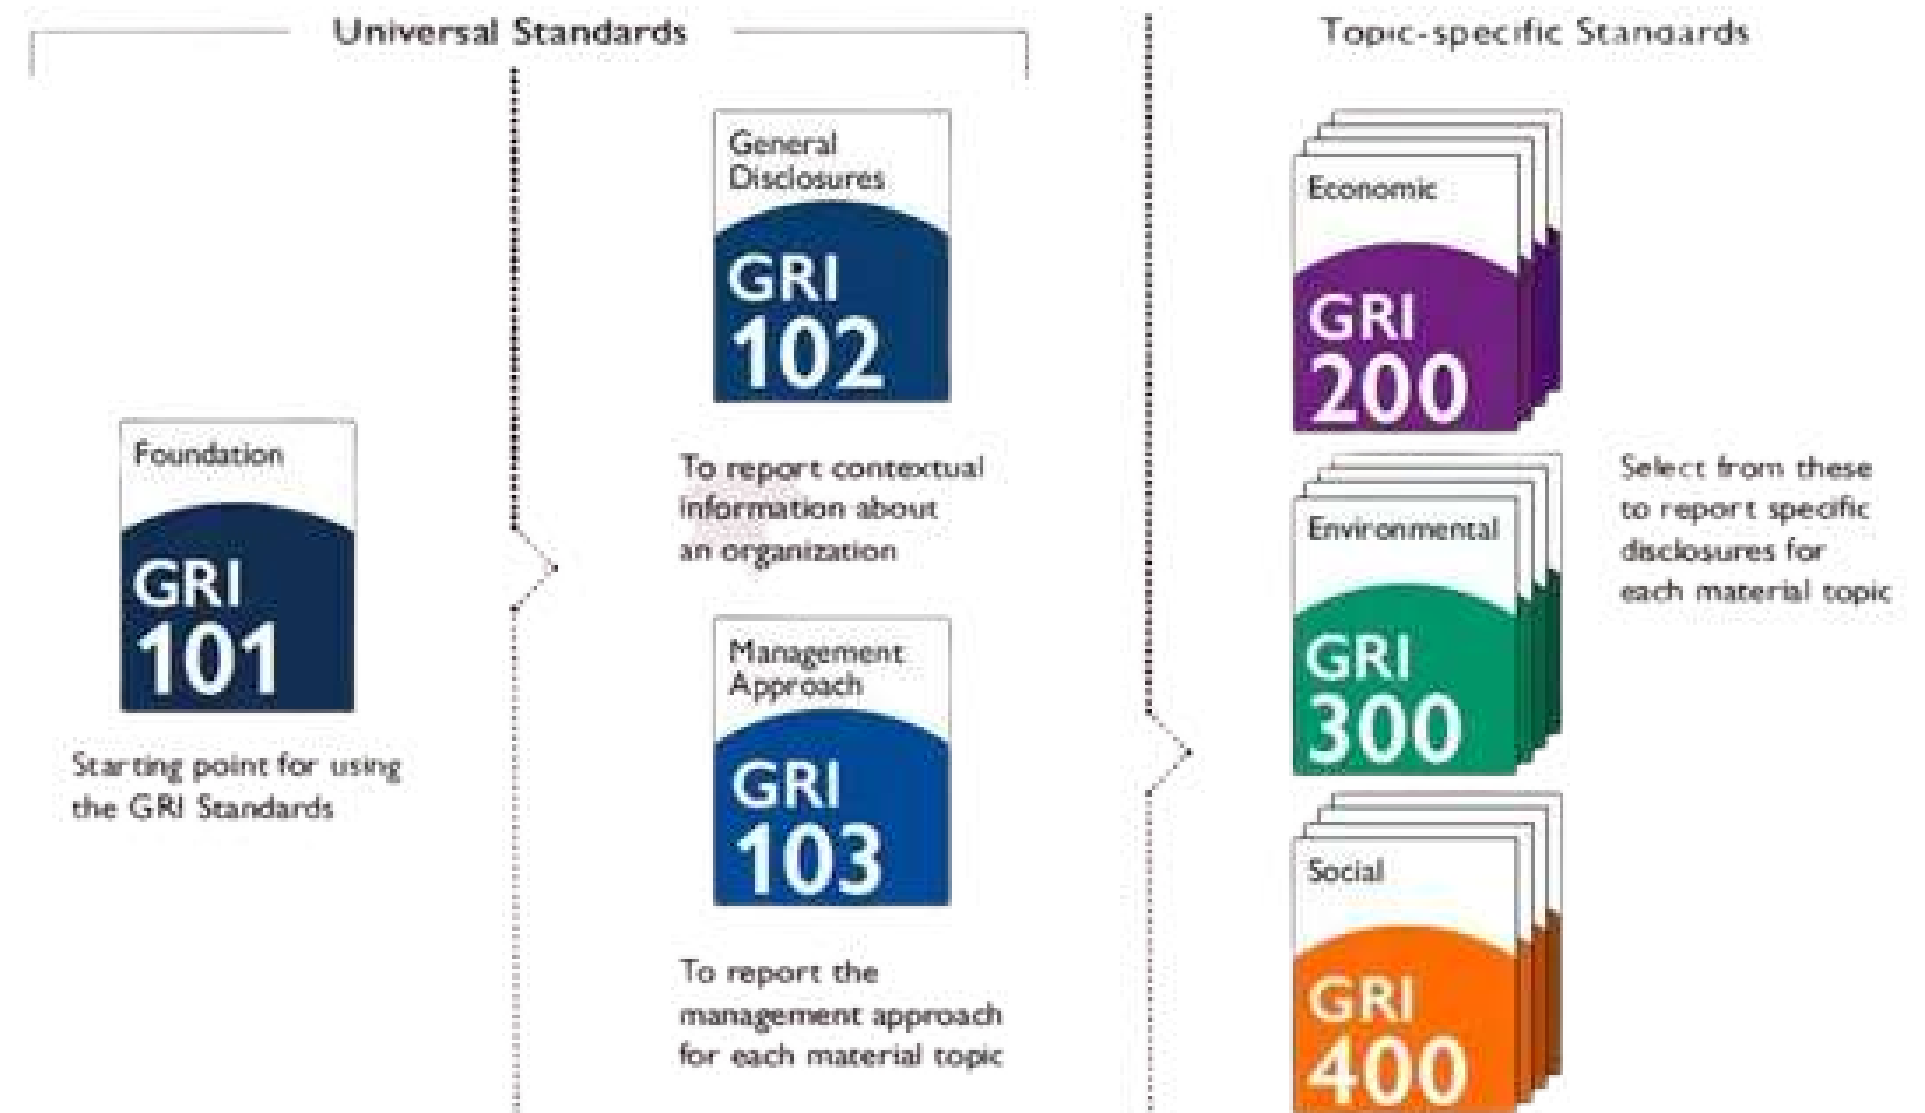 Universal Standards
Topic-specific Standards
Foundation
GRI
101
Starting point for using
the GRI Standards
General
Disclosures
GRI
102
To report contextual
information about
an organization
Management
Approach
GRI
103
To report the
management approach
for each material topic
Economic
GRI
200
Environmental
GRI
300
Social
GRI
400
Select from these
to report specific
disclosures for
each material topic